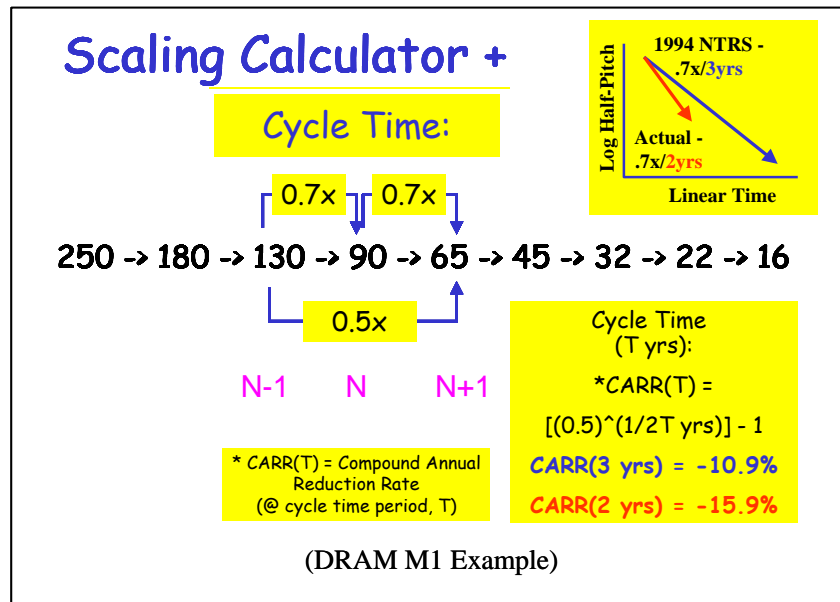 Scaling Calculator +
Cycle Time:
1994 NTRS -
.7x/3yrs
Actual -
.7x/2yrs
Log Half-Pitch
Linear Time
0.7x
0.7x
250 -> 180 -> 130 -> 90 -> 65 -> 45 -> 32 -> 22 -> 16
0.5x
N-1 N N+1
Cycle Time
(T yrs):
*CARR(T) =
[(0.5)^(1/2T yrs)] - 1
CARR(3 yrs) = -10.9%
CARR(2 yrs) = -15.9%
* CARR(T) = Compound Annual
Reduction Rate
(@ cycle time period, T)
(DRAM M1 Example)